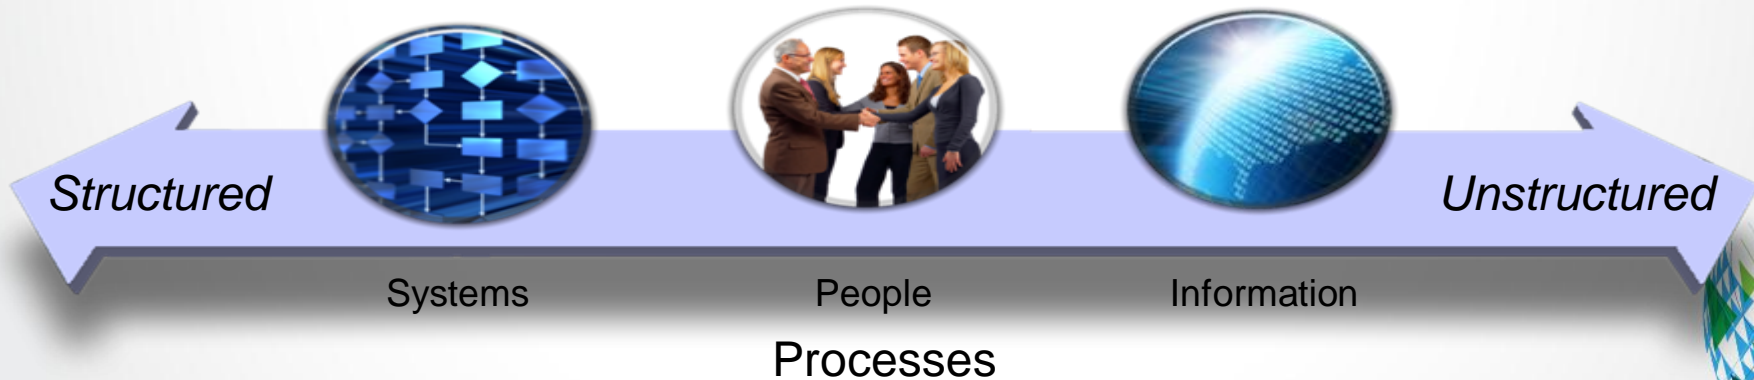 Structured
Unstructured
Systems
People
Information
Processes